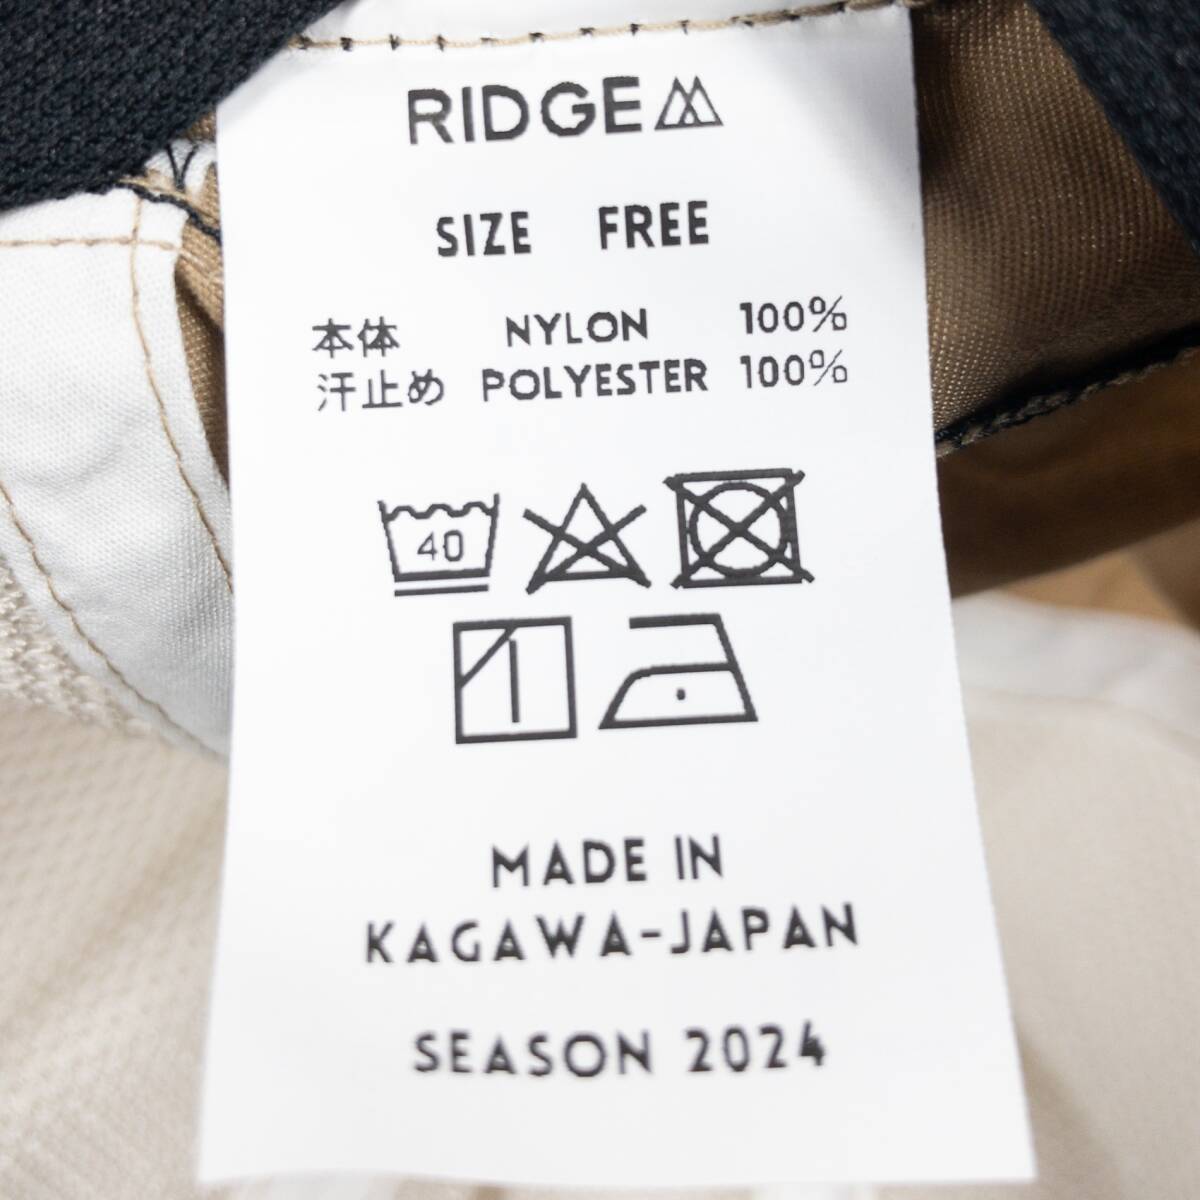 RIDGE
SIZE FREE
本体 NYLON 100%
汗止め POLYESTER 100%
40
MADE IN
KAGAWA-JAPAN
SEASON 2024